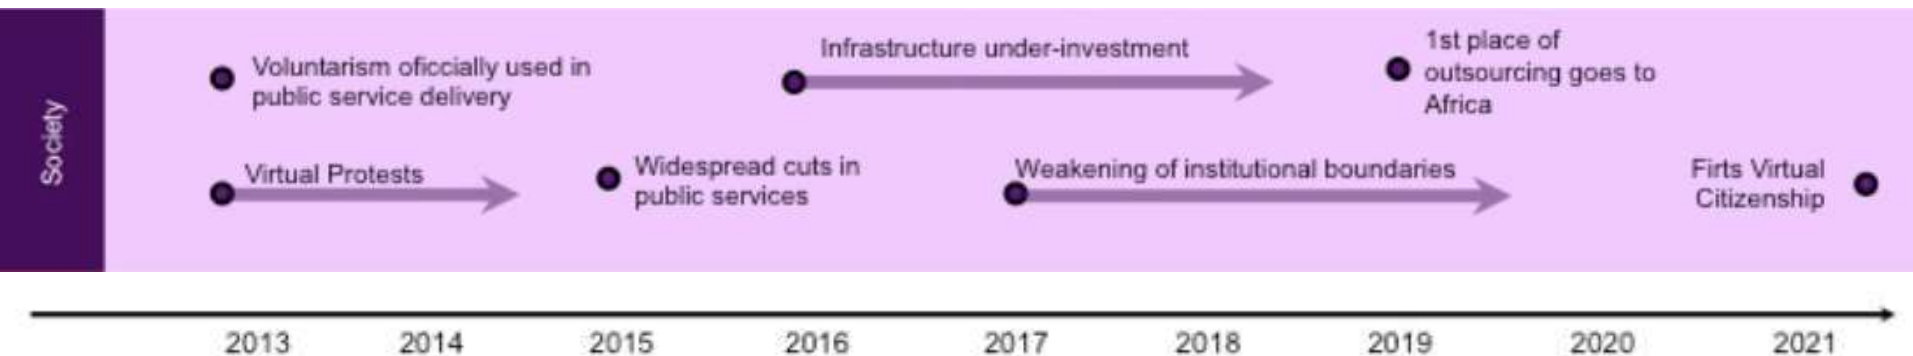 Society
Voluntarism oficcially used in
public service delivery
Infrastructure under-investment
1st place of
outsourcing goes to
Africa
Virtual Protests
Widespread cuts in
public services
Weakening of institutional boundaries
Firts Virtual
Citizenship
2013 2014 2015 2016 2017 2018 2019 2020 2021